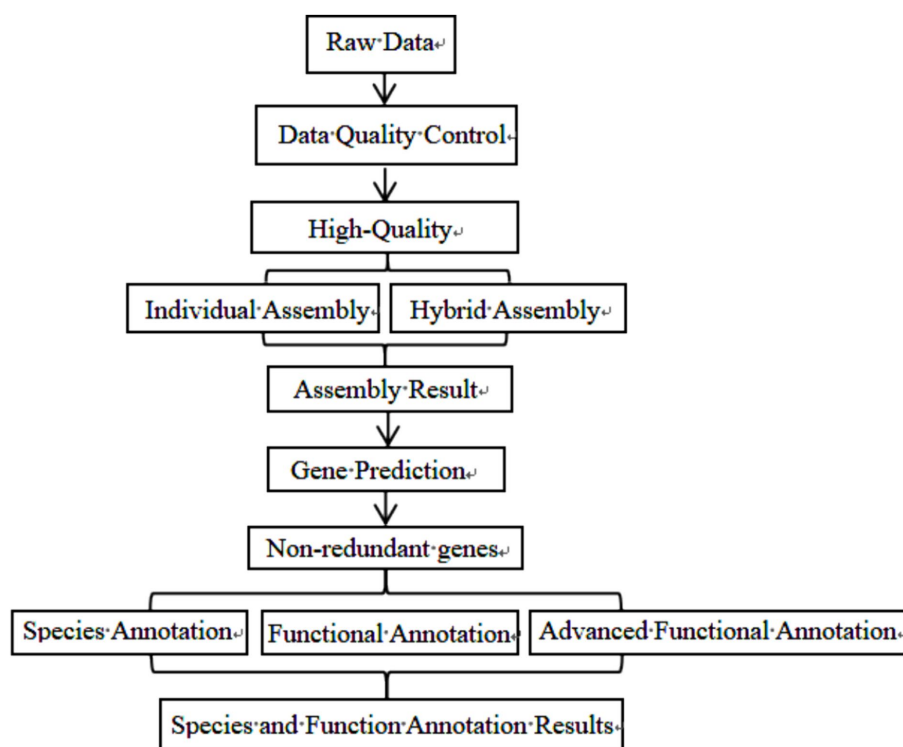 Raw Data
Data Quality Control
High-Quality
Individual Assembly
Hybrid Assembly
Assembly Result
Gene Prediction
Non-redundant genes
Species Annotation
Functional Annotation
Advanced Functional Annotation
Species and Function Annotation Results